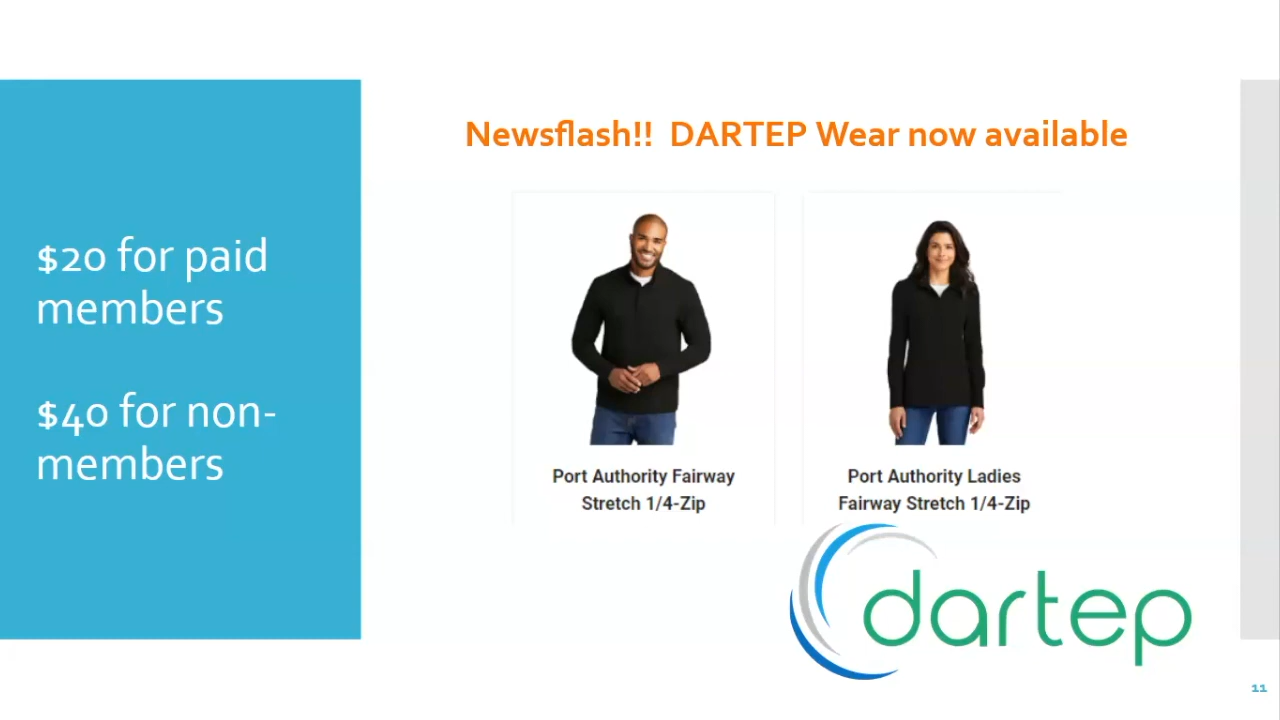 Newsflash!! DARTEP Wear now available
$20 for paid
members
$40 for non-
members
Port Authority Fairway
Stretch 1/4-Zip
Port Authority Ladies
Fairway Stretch 1/4-Zip
dartep
11